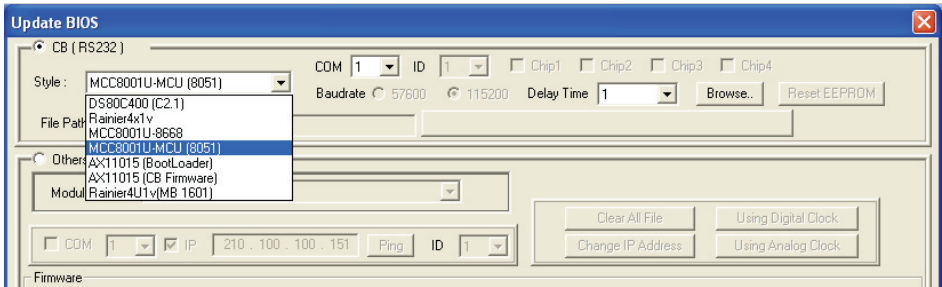 Update BIOS
CB ( RS232 )
COM 1 ID 1 Chip1 Chip2 Chip3 Chip4
Style : MCC8001U-MCU (8051)
Baudrate 57600 115200 Delay Time 1 Browse.. Reset EEPROM
DS80C400 (C2.1)
Rainier4x1v
File Path
MCC8001U-8668
MCC8001U-MCU (8051)
Others
AX11015 (BootLoader)
AX11015 (CB Firmware)
Modul
Rainier4U1v(MB 1601)
Clear All File Using Digital Clock
COM 1 IP 210 . 100 . 100 . 151 Ping ID 1
Change IP Address Using Analog Clock
Firmware